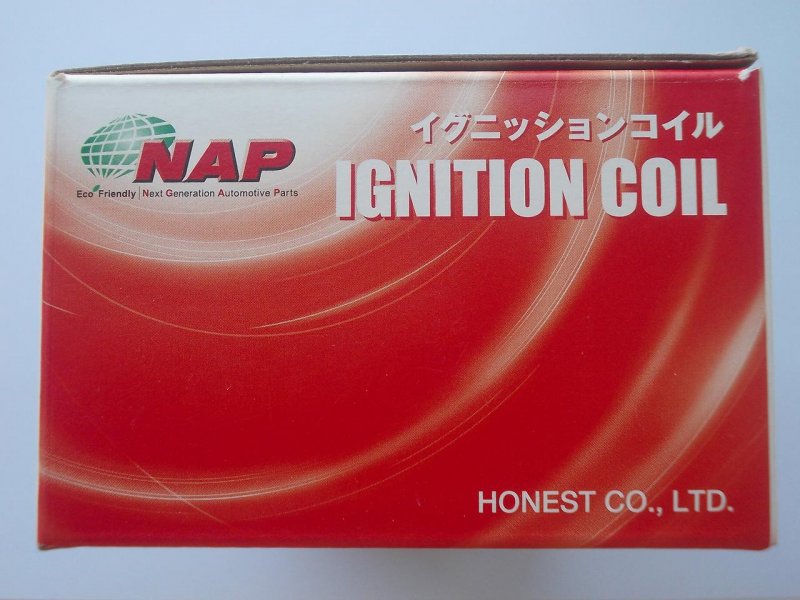 NAP
Eco Friendly | Next Generation Automotive Parts
イグニッションコイル
IGNITION COIL
HONEST CO., LTD.